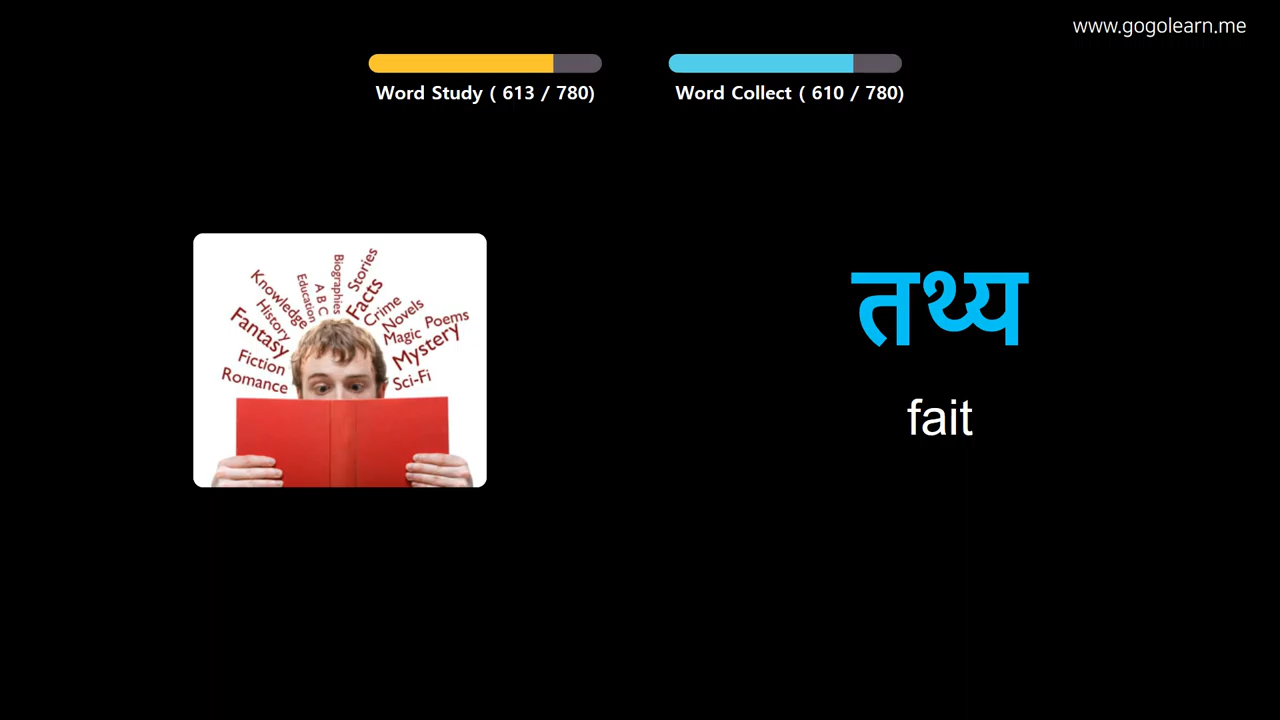 www.gogolearn.me
Word Study ( 613 / 780)
Word Collect ( 610 / 780)
तथ्य
fait
Stories
Biographies
Facts
A B C
Education
Knowledge
Crime
History
Novels
Poems
Fantasy
Magic
Mystery
Fiction
Sci-Fi
Romance